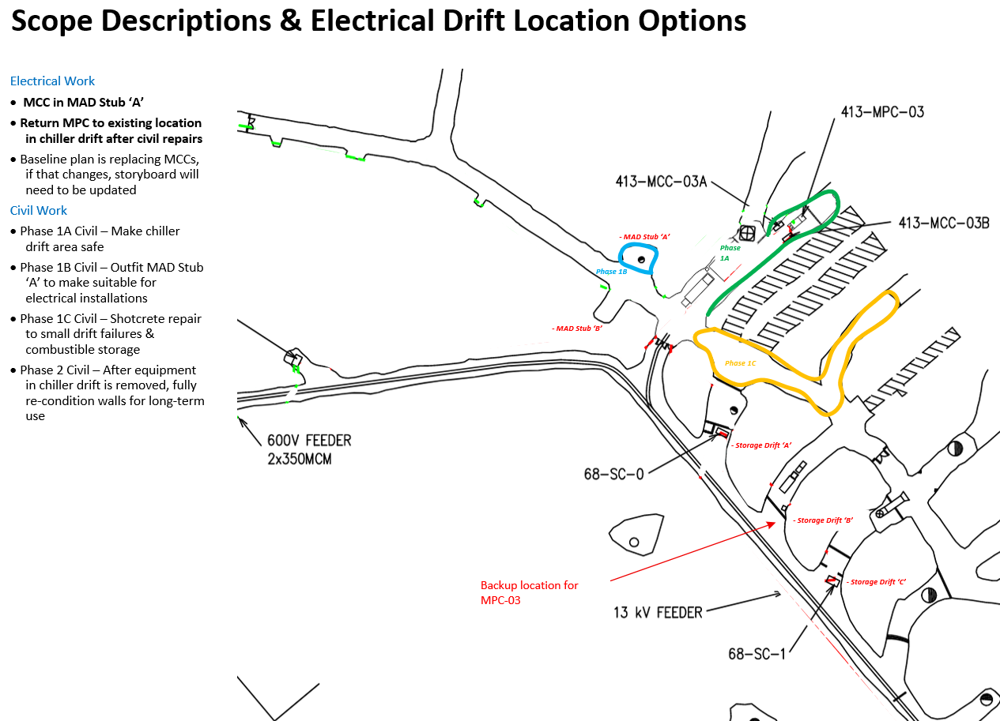 Scope Descriptions & Electrical Drift Location Options
Electrical Work
• MCC in MAD Stub ‘A’
• Return MPC to existing location
in chiller drift after civil repairs
• Baseline plan is replacing MCCs,
if that changes, storyboard will
need to be updated
Civil Work
• Phase 1A Civil – Make chiller
drift area safe
• Phase 1B Civil – Outfit MAD Stub
‘A’ to make suitable for
electrical installations
• Phase 1C Civil – Shotcrete repair
to small drift failures &
combustible storage
• Phase 2 Civil – After equipment
in chiller drift is removed, fully
re-condition walls for long-term
use
413-MPC-03
413-MCC-03A
413-MCC-03B
- MAD Stub ‘A’
Phase
1A
Phase 1B
- MAD Stub ‘B’
Phase 1C
600V FEEDER
2x350MCM
- Storage Drift ‘A’
68-SC-0
- Storage Drift ‘B’
Backup location for
MPC-03
- Storage Drift ‘C’
13 kV FEEDER
68-SC-1